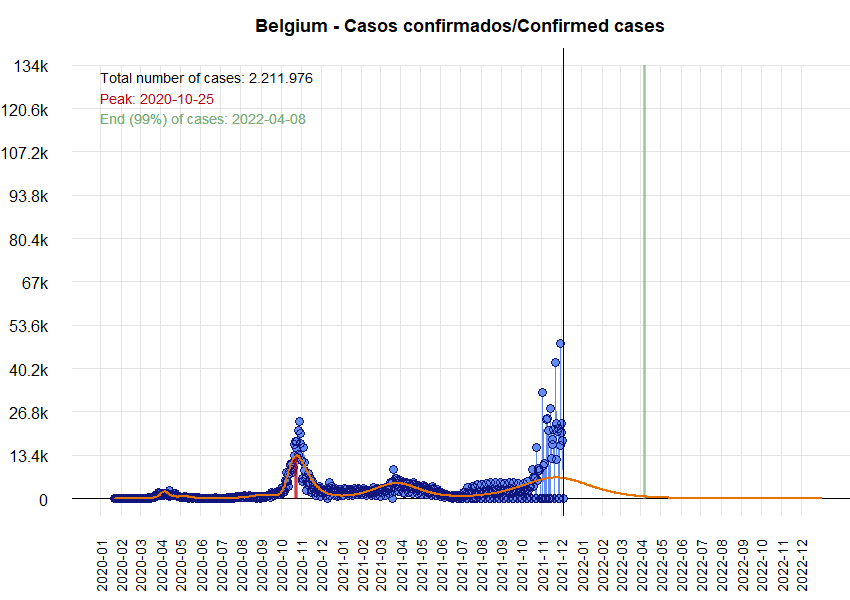 Belgium - Casos confirmados/Confirmed cases
134k
Total number of cases: 2.211.976
Peak: 2020-10-25
120.6k
End (99%) of cases: 2022-04-08
107.2k
93.8k
80.4k
67k
53.6k
40.2k
26.8k
13.4k
0
2020-01
2020-02
2020-03
2020-04
2020-05
2020-06
2020-07
2020-08
2020-09
2020-10
2020-11
2020-12
2021-01
2021-02
2021-03
2021-04
2021-05
2021-06
2021-07
2021-08
2021-09
2021-10
2021-11
2021-12
2022-01
2022-02
2022-03
2022-04
2022-05
2022-06
2022-07
2022-08
2022-09
2022-10
2022-11
2022-12